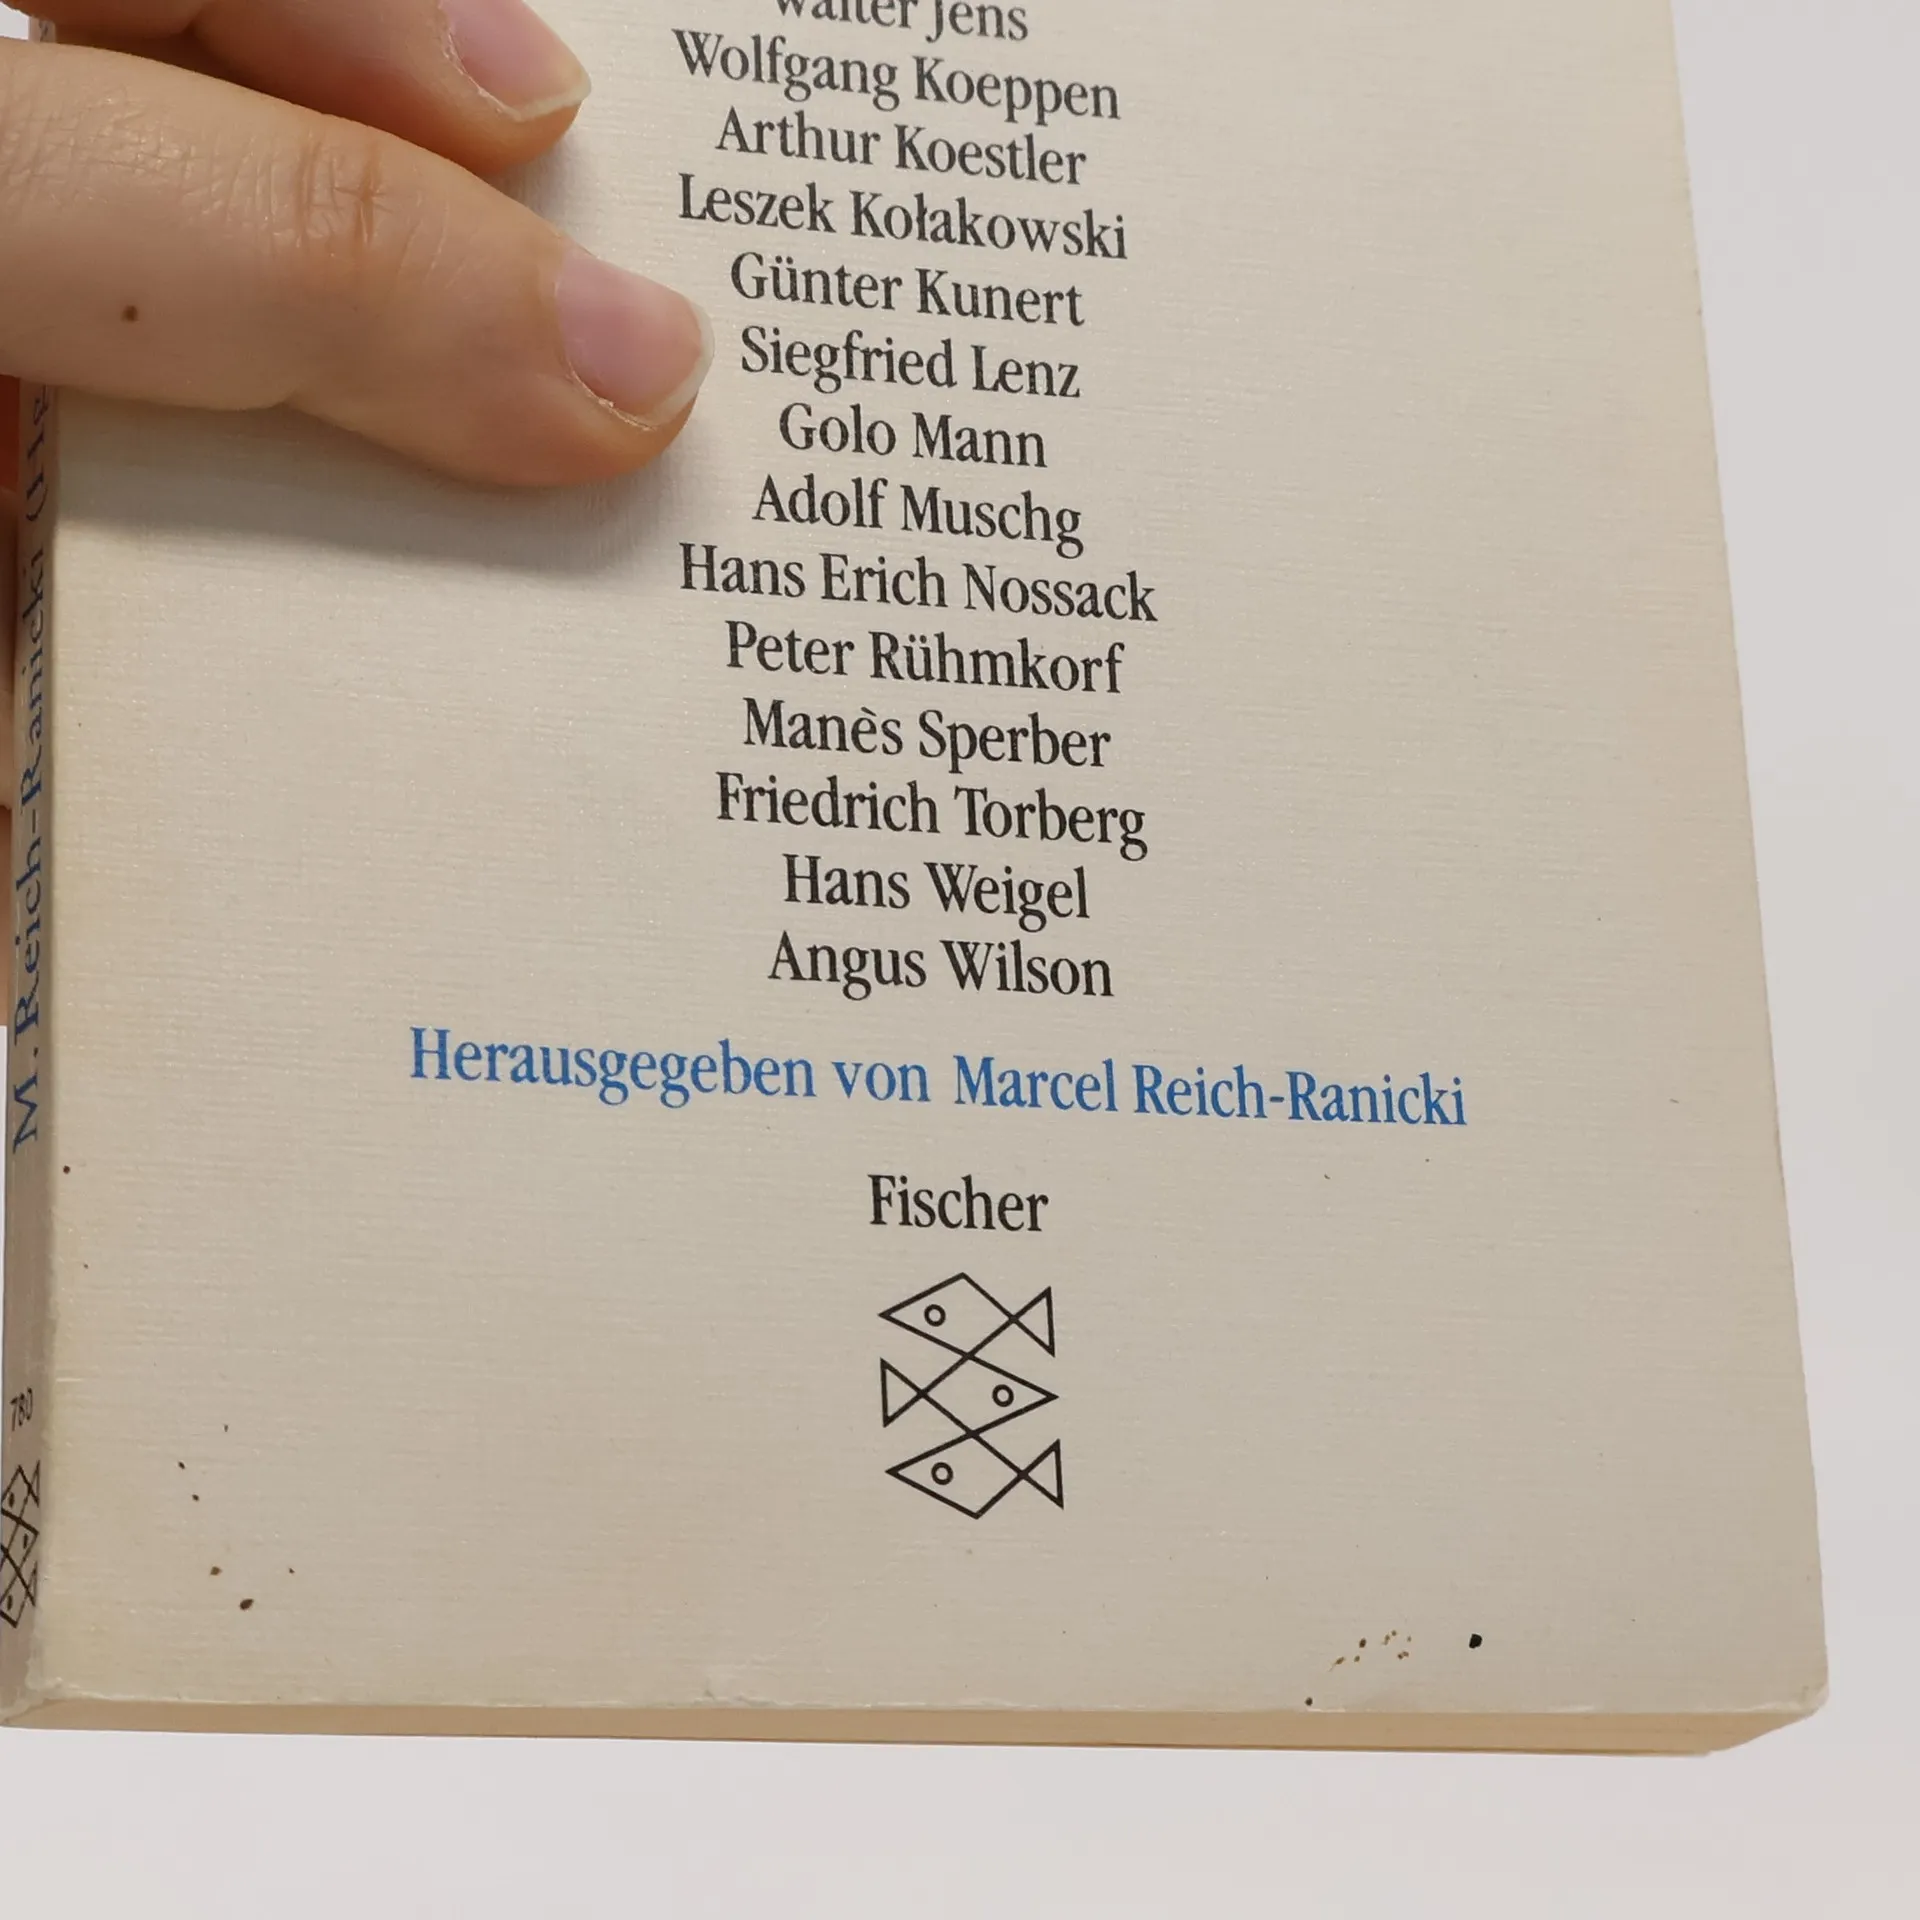 Walter Jens
Wolfgang Koeppen
Arthur Koestler
Leszek Kołakowski
Günter Kunert
Siegfried Lenz
Golo Mann
Adolf Muschg
Hans Erich Nossack
Peter Rühmkorf
Manès Sperber
Friedrich Torberg
Hans Weigel
Angus Wilson
Herausgegeben von Marcel Reich-Ranicki
Fischer
M. Reich-Ranicki
780